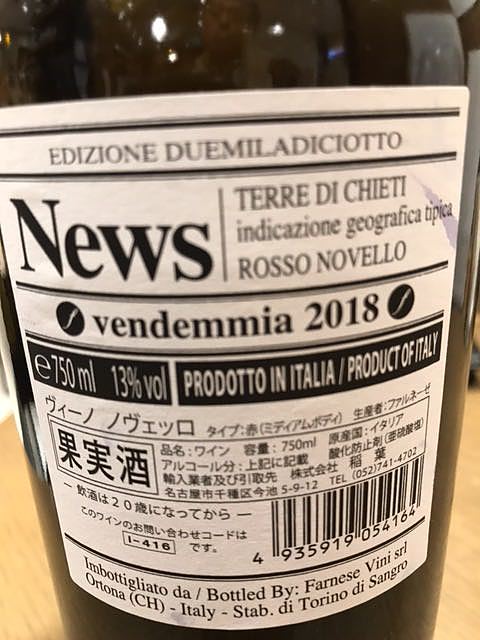 EDIZIONE DUEMILADICIOTTO
News
TERRE DI CHIETI
indicazione geografica tipica
ROSSO NOVELLO
vendemmia 2018
℮750 ml 13% vol PRODOTTO IN ITALIA / PRODUCT OF ITALY
ヴィーノ ノヴェッロ タイプ:赤(ミディアムボディ) 生産者:ファルネーゼ
果実酒
品名:ワイン 容量:750ml 原産国:イタリア
アルコール分:上記に記載 酸化防止剤(亜硫酸塩)
輸入業者及び引取先 株式会社 稲葉
名古屋市千種区今池 5-9-12 TEL (052)741-4702
― 飲酒は20歳になってから ―
このワインのお問い合わせコードは
I-416 です。
4 935919 054164
Imbottigliato da / Bottled By: Farnese Vini srl
Ortona (CH) - Italy - Stab. di Torino di Sangro